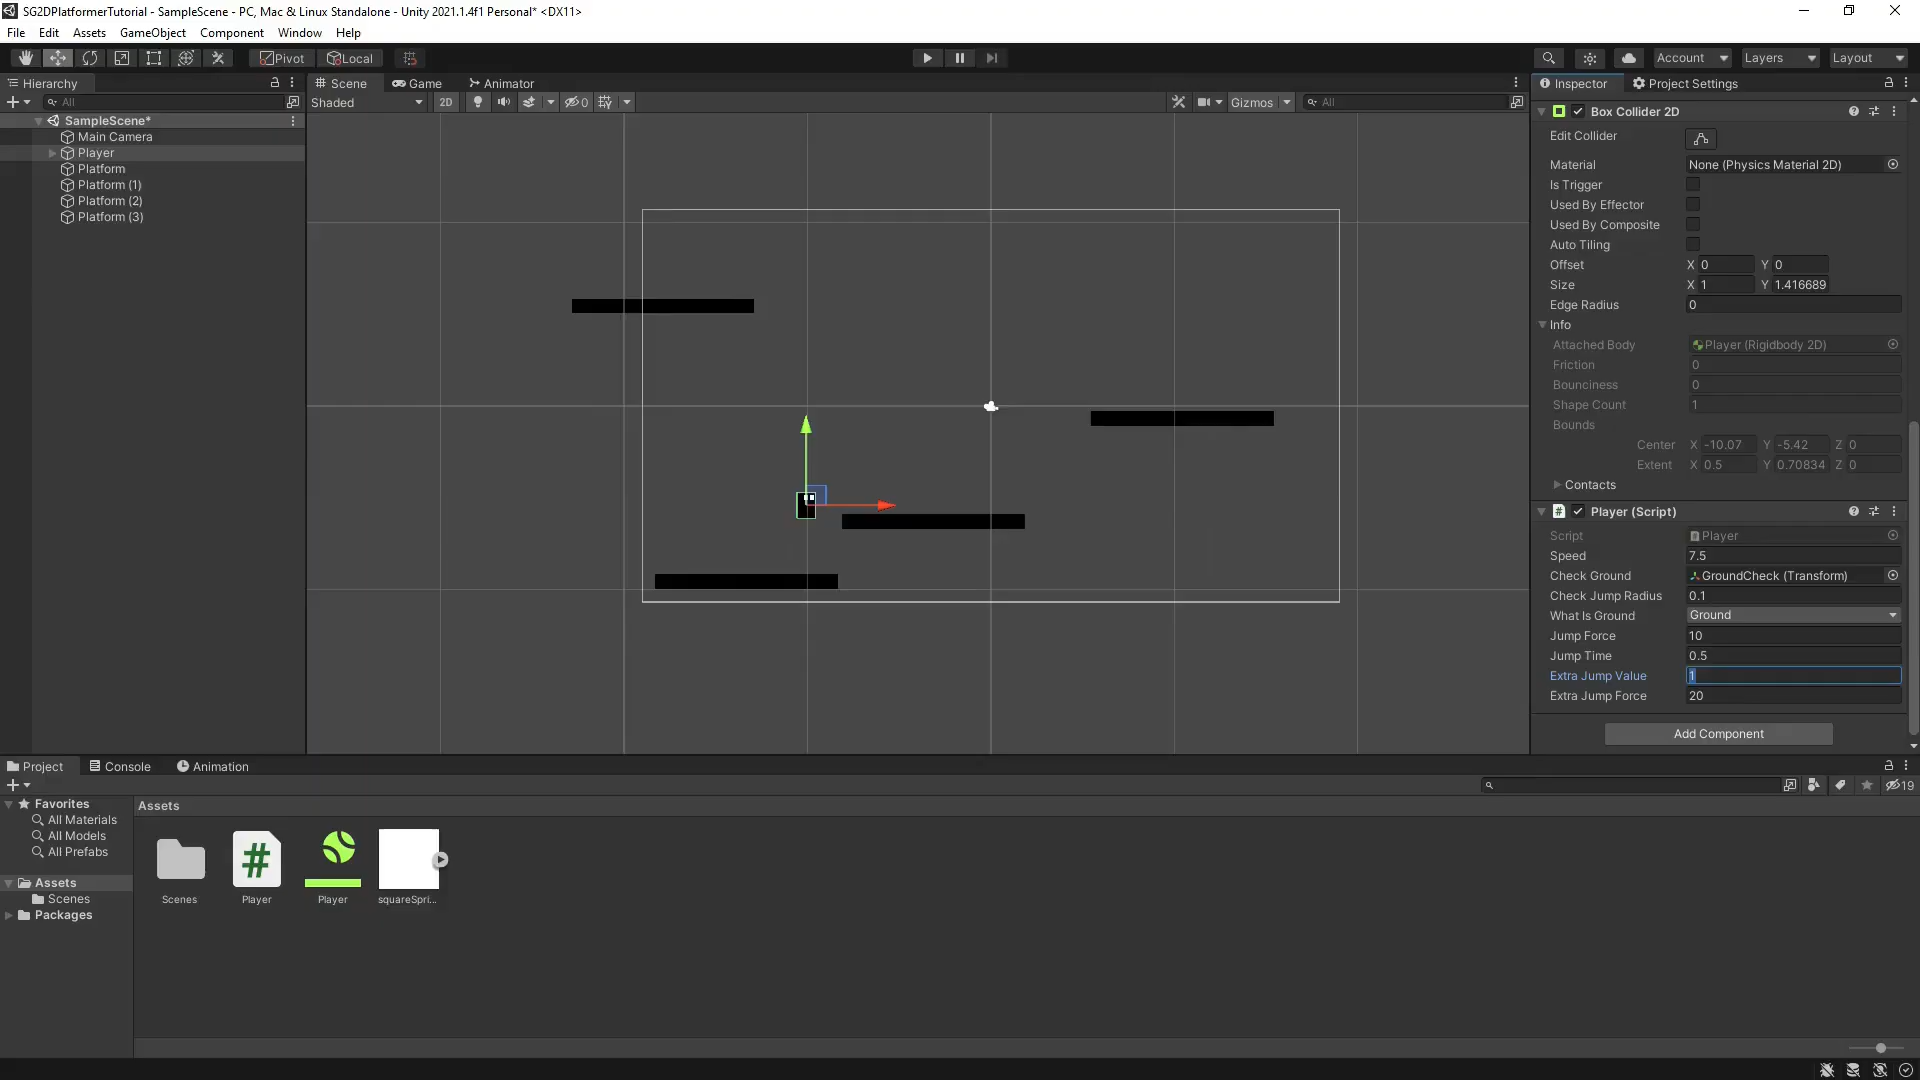 SG2DPlatformerTutorial - SampleScene - PC, Mac & Linux Standalone - Unity 2021.1.4f1 Personal* <DX11>
File Edit Assets GameObject Component Window Help
Pivot Local Account Layers Layout
Hierarchy
All
SampleScene*
Main Camera
Player
Platform
Platform (1)
Platform (2)
Platform (3)
Scene Game Animator
Shaded 2D 0 Gizmos All
Inspector Project Settings
Box Collider 2D
Edit Collider
Material None (Physics Material 2D)
Is Trigger
Used By Effector
Used By Composite
Auto Tiling
Offset X 0 Y 0
Size X 1 Y 1.416689
Edge Radius 0
Info
Attached Body Player (Rigidbody 2D)
Friction 0
Bounciness 0
Shape Count 1
Bounds
Center X -10.07 Y -5.42 Z 0
Extent X 0.5 Y 0.70834 Z 0
Contacts
# Player (Script)
Script Player
Speed 7.5
Check Ground GroundCheck (Transform)
Check Jump Radius 0.1
What Is Ground Ground
Jump Force 10
Jump Time 0.5
Extra Jump Value 1
Extra Jump Force 20
Add Component
Project Console Animation
19
Favorites
All Materials
All Models
All Prefabs
Assets
Scenes
Packages
Assets
#
Scenes Player Player squareSpri...